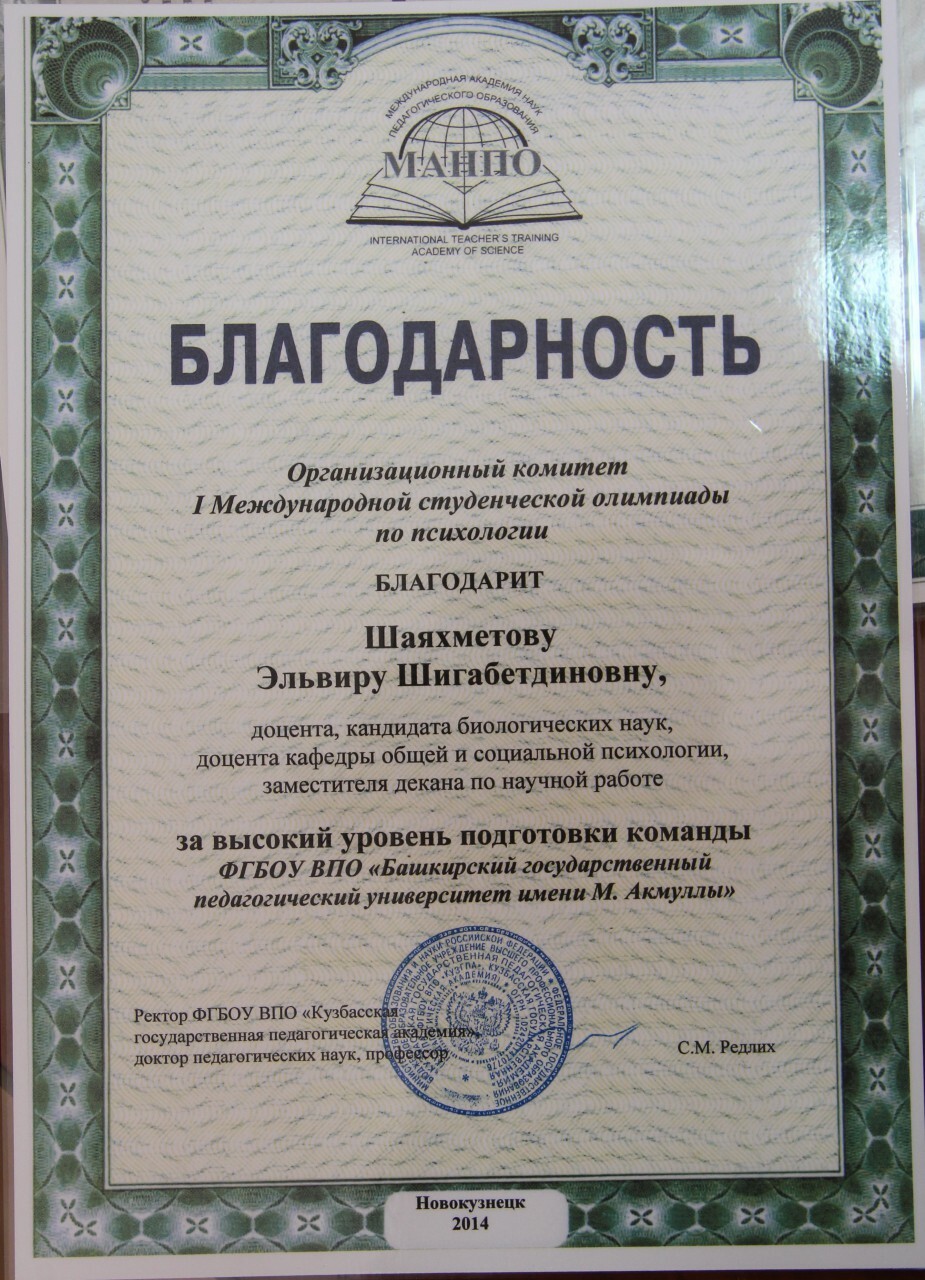 МЕЖДУНАРОДНАЯ АКАДЕМИЯ НАУК
ПЕДАГОГИЧЕСКОГО ОБРАЗОВАНИЯ
МАНПО
INTERNATIONAL TEACHER'S TRAINING
ACADEMY OF SCIENCE
БЛАГОДАРНОСТЬ
Организационный комитет
I Международной студенческой олимпиады
по психологии
БЛАГОДАРИТ
Шаяхметову
Эльвиру Шигабетдиновну,
доцента, кандидата биологических наук,
доцента кафедры общей и социальной психологии,
заместителя декана по научной работе
за высокий уровень подготовки команды
ФГБОУ ВПО «Башкирский государственный
педагогический университет имени М. Акмуллы»
Ректор ФГБОУ ВПО «Кузбасская
государственная педагогическая академия»,
доктор педагогических наук, профессор
С.М. Редлих
Новокузнецк
2014